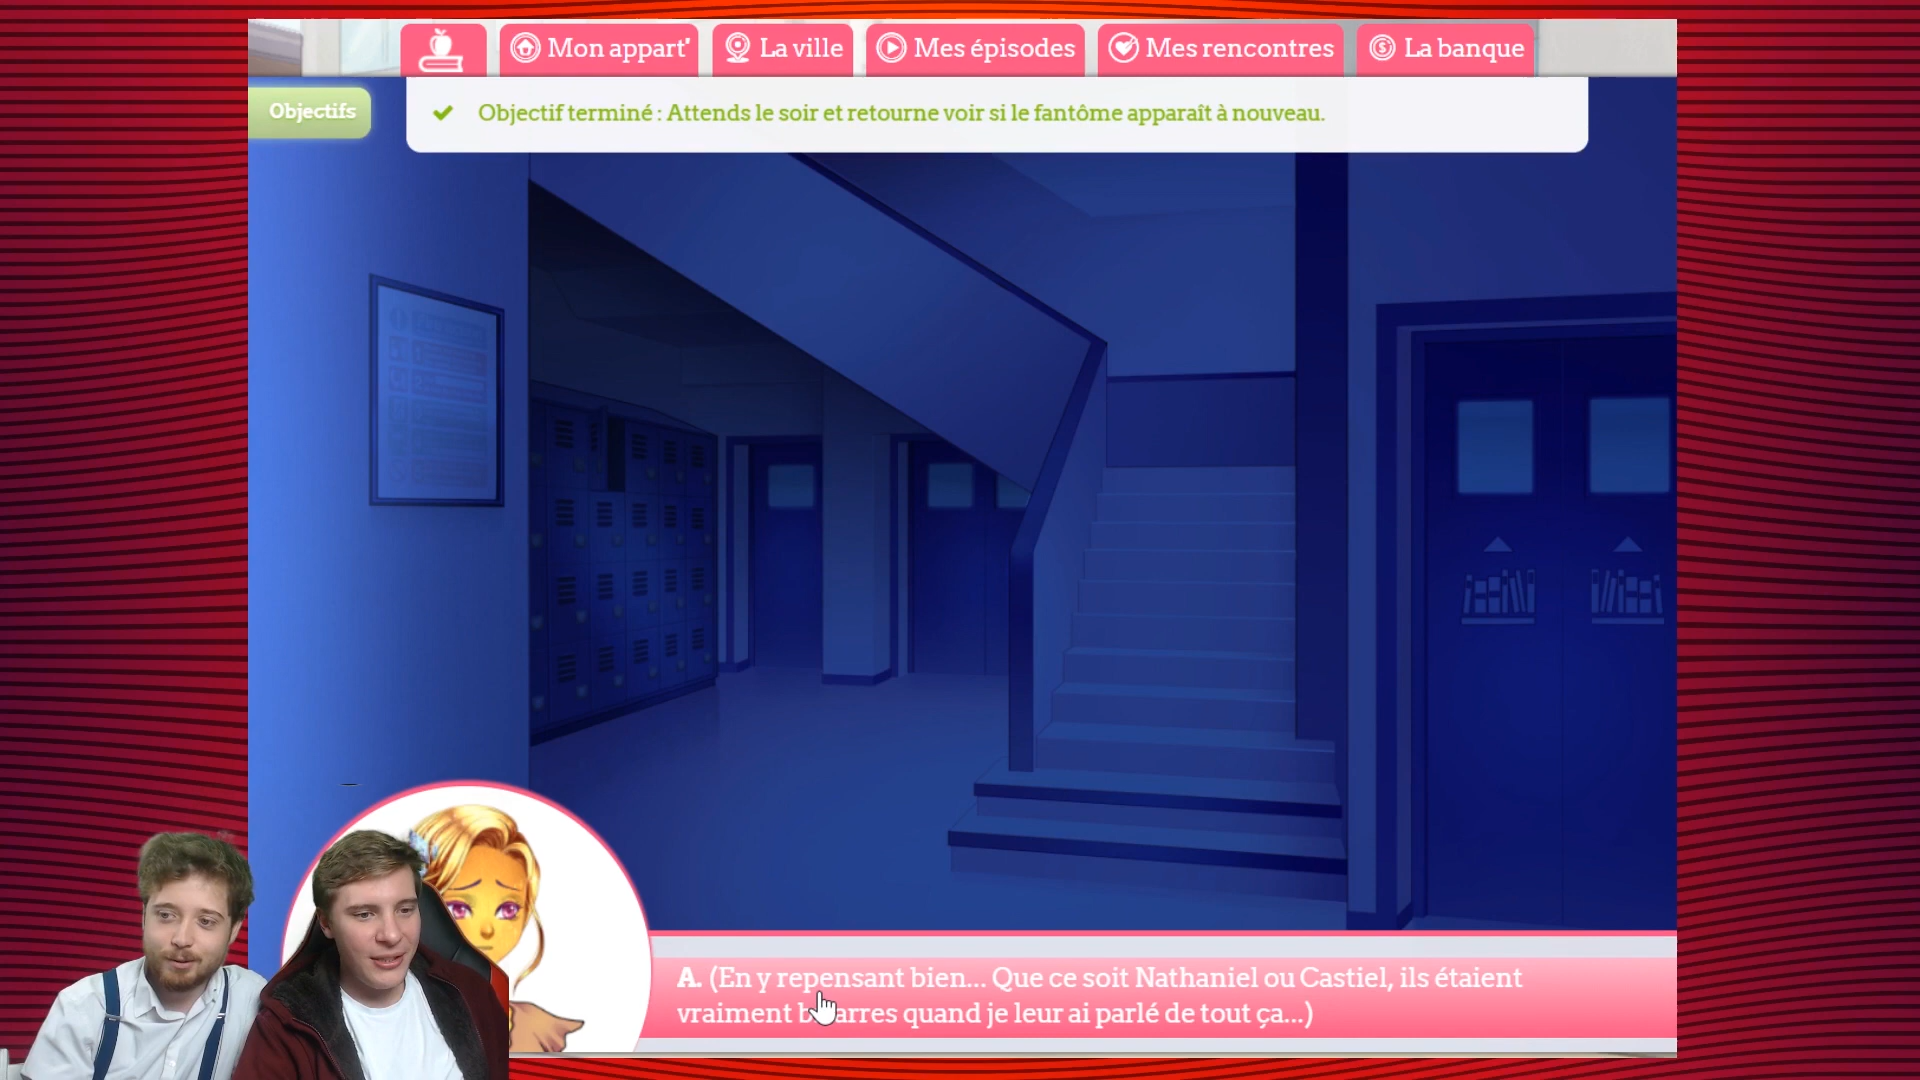 Mon appart'
La ville
Mes épisodes
Mes rencontres
La banque
Objectifs
Objectif terminé : Attends le soir et retourne voir si le fantôme apparaît à nouveau.
A. (En y repensant bien... Que ce soit Nathaniel ou Castiel, ils étaient
vraiment bizarres quand je leur ai parlé de tout ça...)